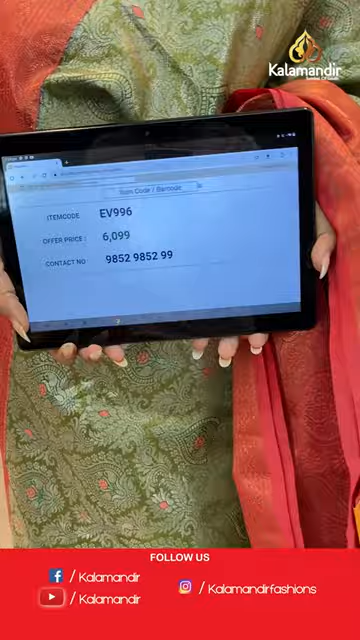 Kalamandir
Item Code / Barcode
ITEMCODE EV996
OFFER PRICE : 6,099
CONTACT NO 9852 9852 99
FOLLOW US
/ Kalamandir
/ Kalamandirfashions
/ Kalamandir